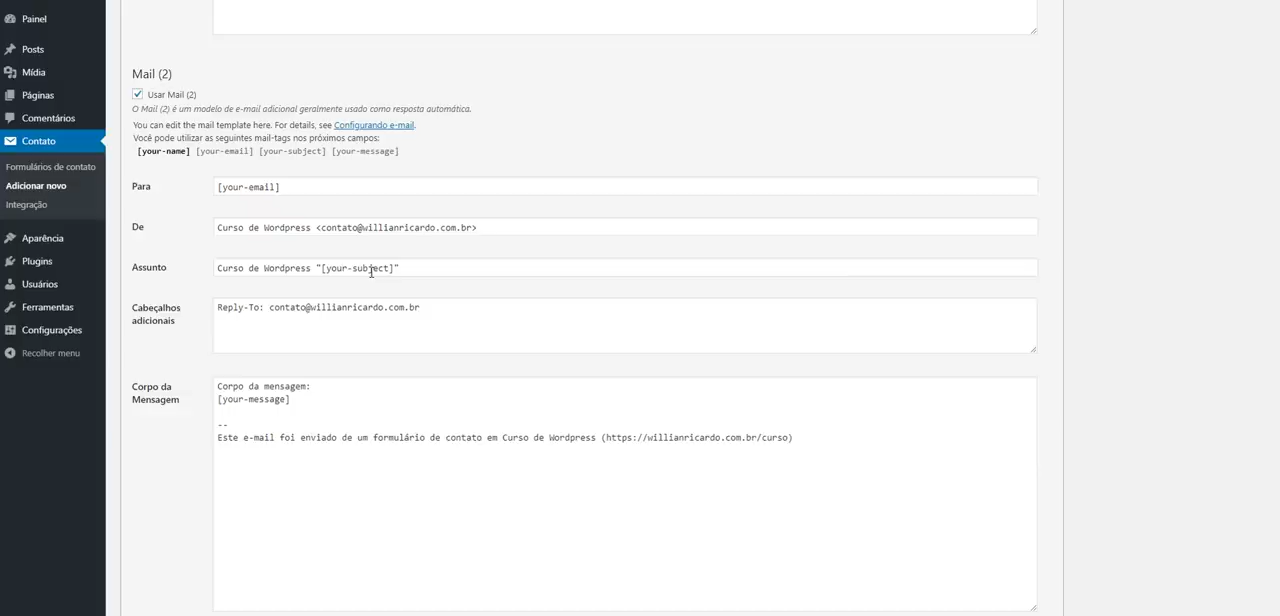 Painel
Posts
Mídia
Páginas
Comentários
Contato
Formulários de contato
Adicionar novo
Integração
Aparência
Plugins
Usuários
Ferramentas
Configurações
Recolher menu
Mail (2)
Usar Mail (2)
O Mail (2) é um modelo de e-mail adicional geralmente usado como resposta automática.
You can edit the mail template here. For details, see Configurando e-mail.
Você pode utilizar as seguintes mail-tags nos próximos campos:
[your-name] [your-email] [your-subject] [your-message]
Para
[your-email]
De
Curso de Wordpress <contato@willianricardo.com.br>
Assunto
Curso de Wordpress "[your-subject]"
Cabeçalhos
adicionais
Reply-To: contato@willianricardo.com.br
Corpo da
Mensagem
Corpo da mensagem:
[your-message]
--
Este e-mail foi enviado de um formulário de contato em Curso de Wordpress (https://willianricardo.com.br/curso)